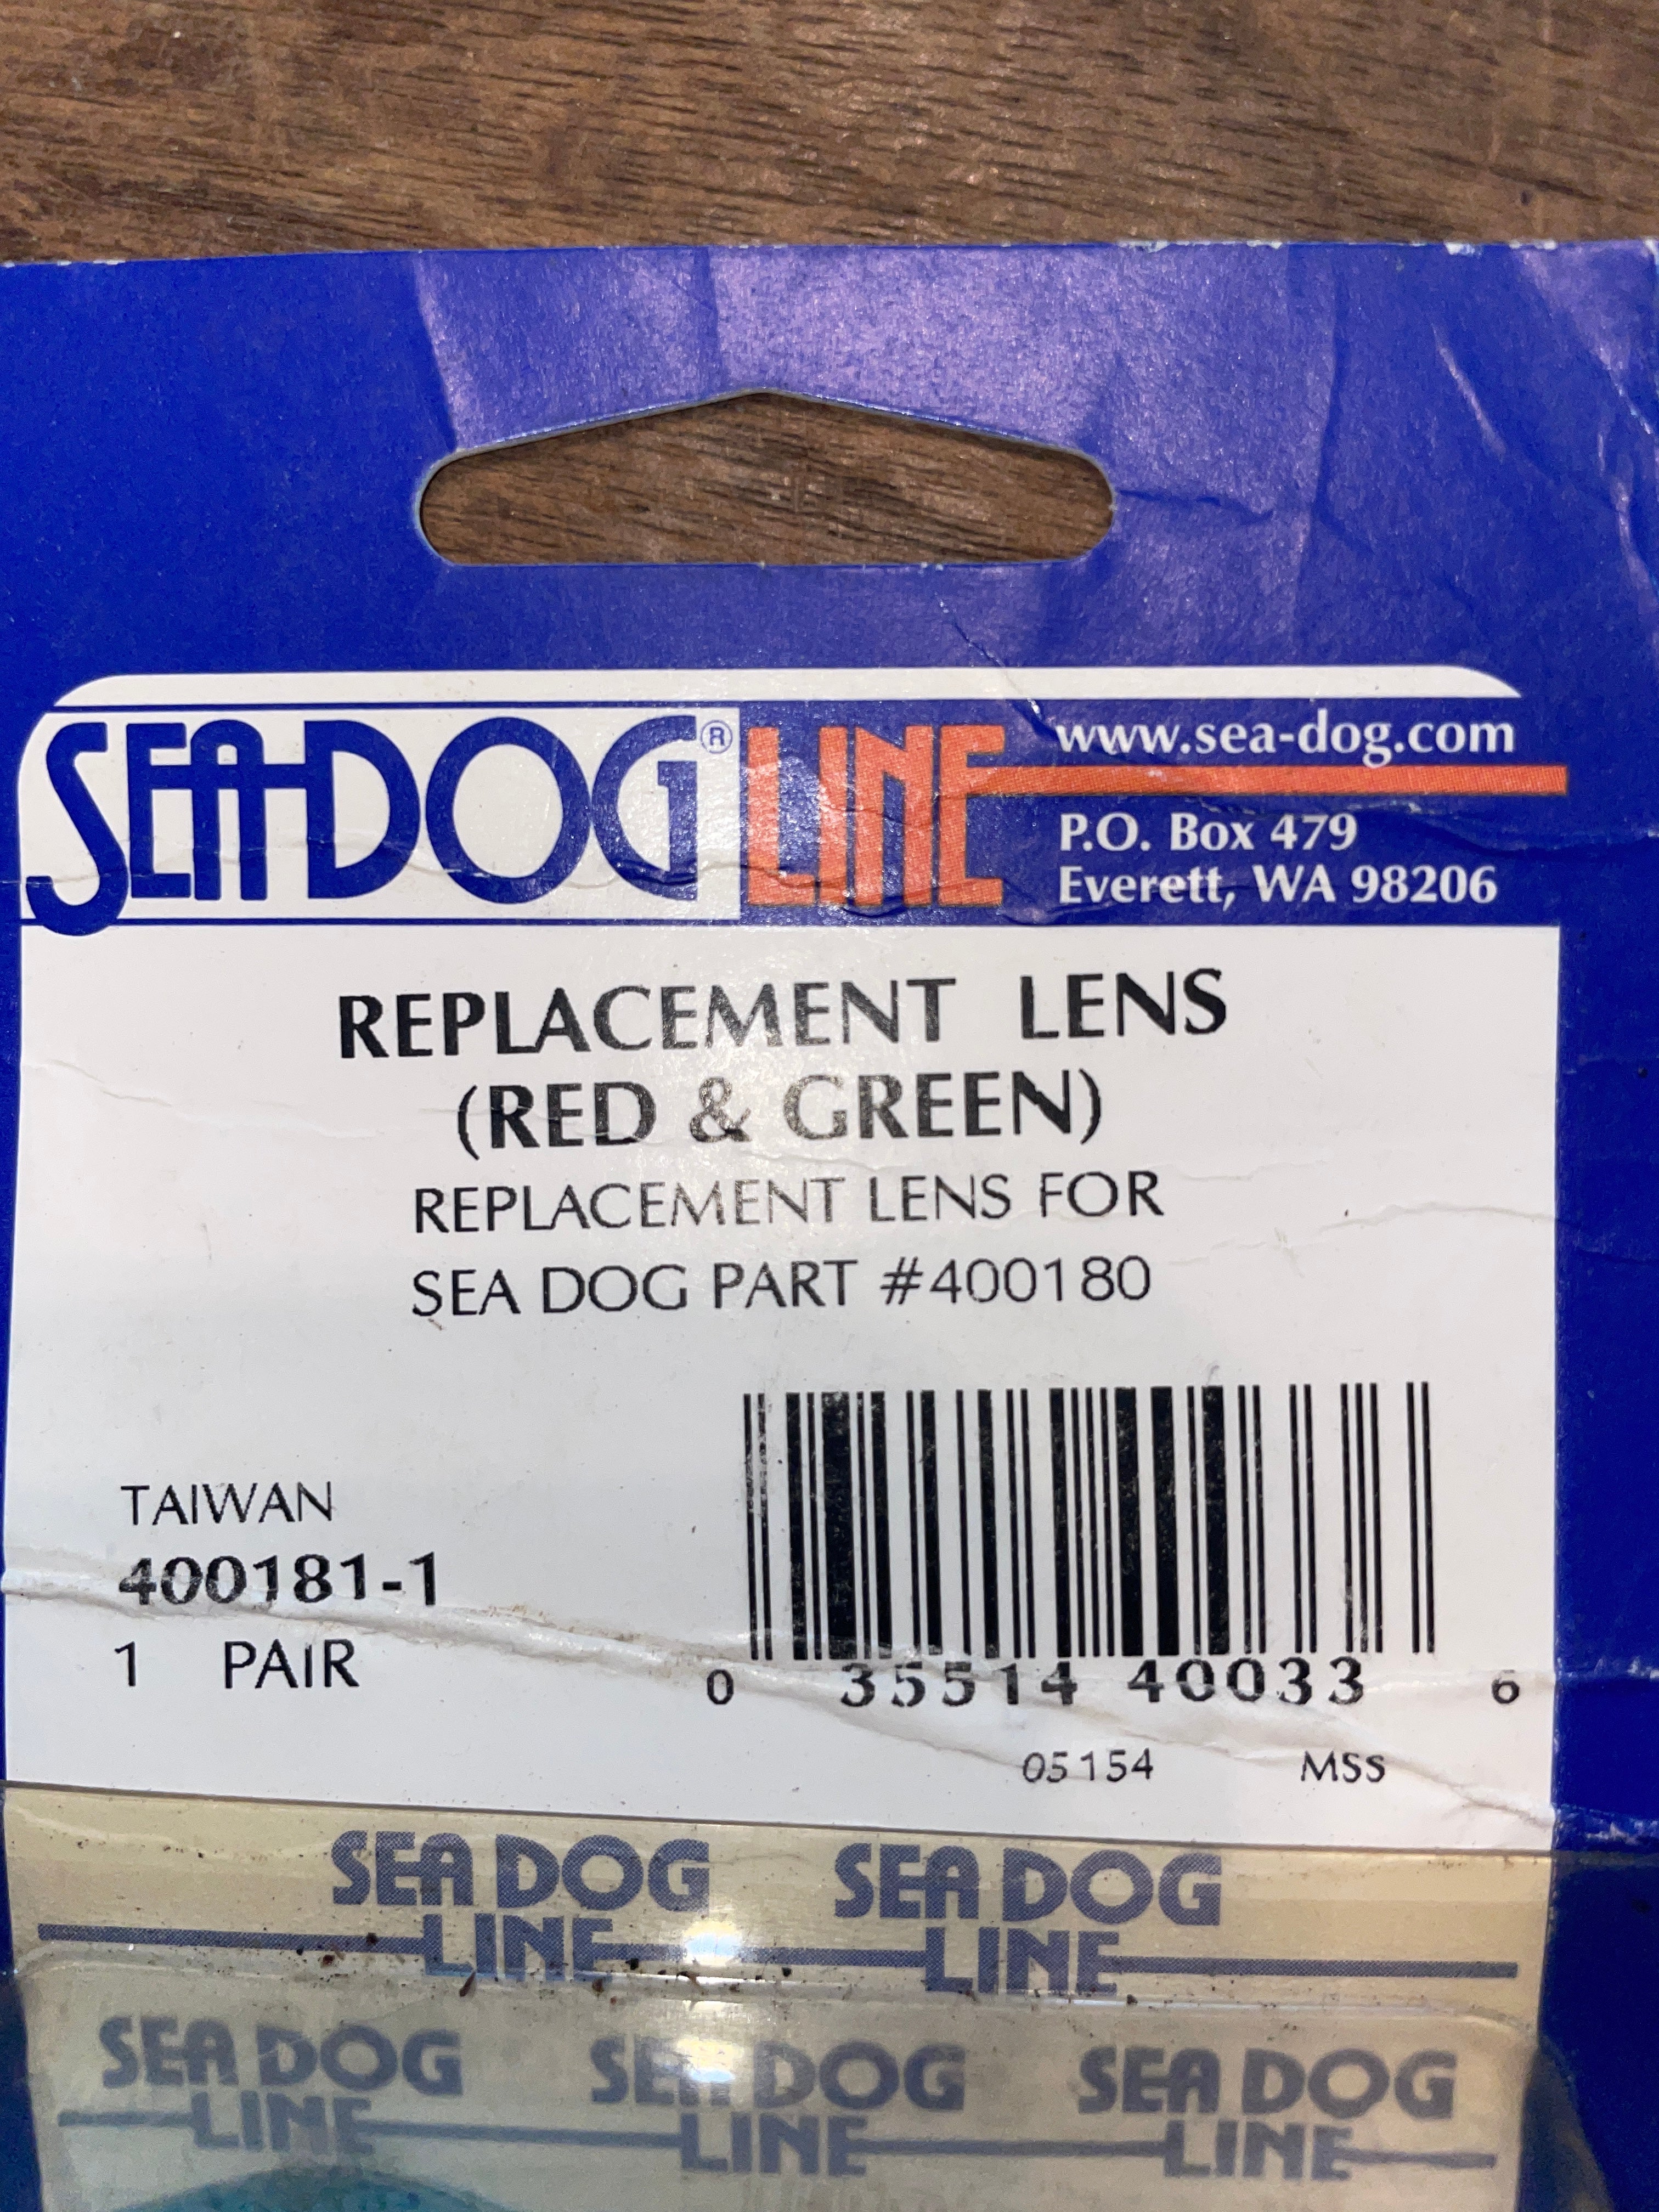 SEA-DOG® LINE www.sea-dog.com
P.O. Box 479
Everett, WA 98206
REPLACEMENT LENS
(RED & GREEN)
REPLACEMENT LENS FOR
SEA DOG PART #400180
TAIWAN
400181-1
1 PAIR
0 35514 40033 6
05154 MSS
SEA DOG SEA DOG
LINE LINE
SEA DOG SEA DOG SEA DOG
LINE LINE LINE